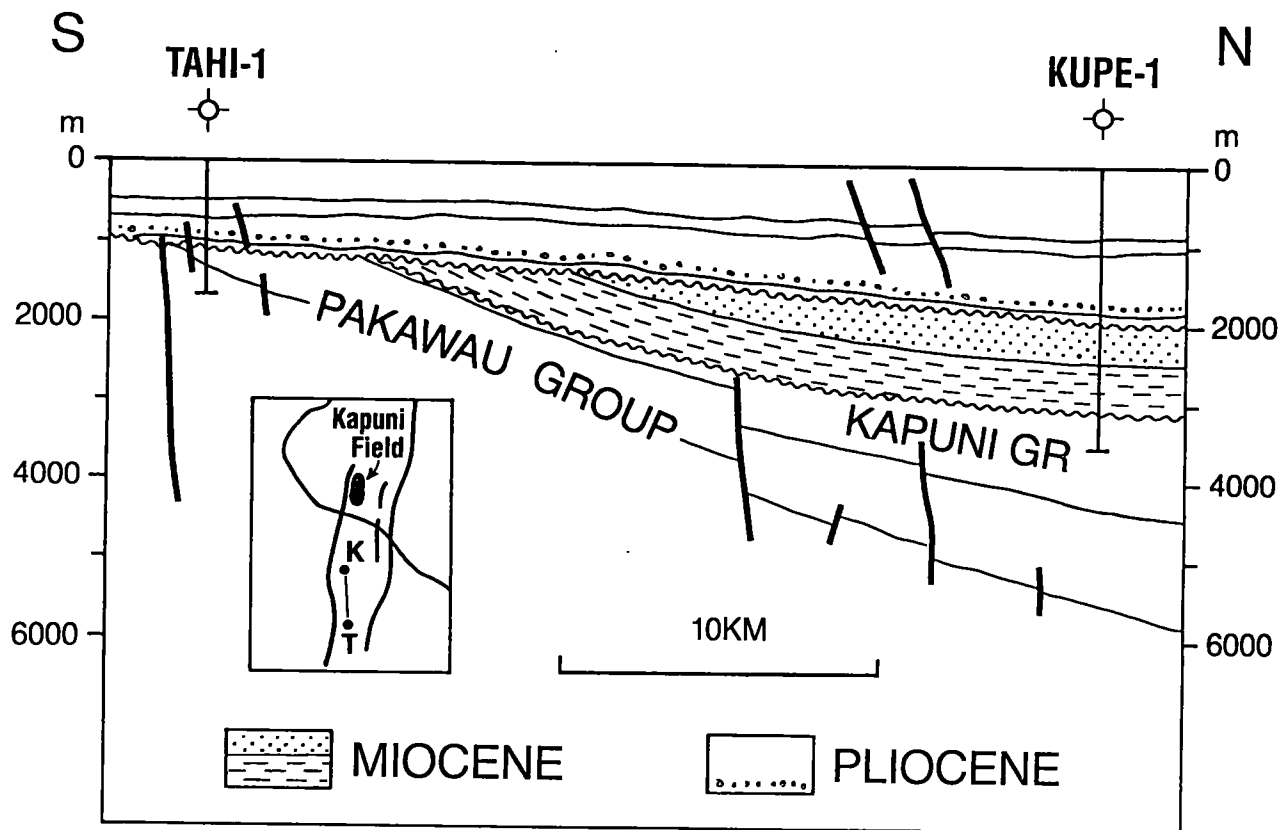 S
N
TAHI-1
KUPE-1
m
m
0
0
2000
2000
PAKAWAU GROUP
KAPUNI GR
Kapuni
Field
4000
4000
K
T
10KM
6000
6000
MIOCENE
PLIOCENE